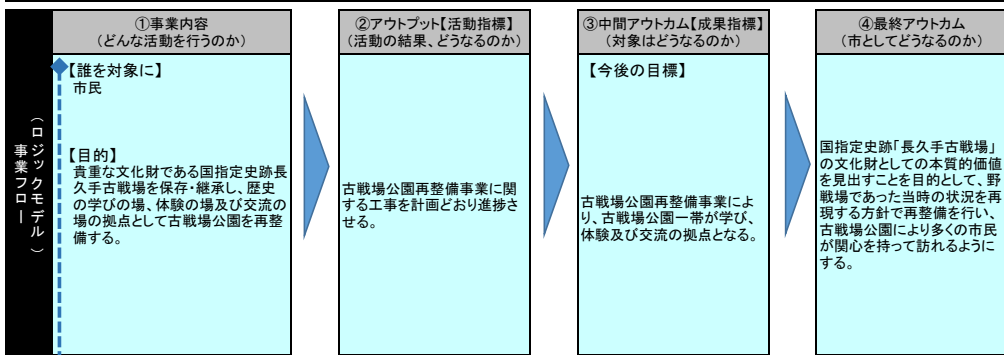 事業フロー
（ロジックモデル）
①事業内容
（どんな活動を行うのか）
【誰を対象に】
市民
【目的】
貴重な文化財である国指定史跡長
久手古戦場を保存・継承し、歴史
の学びの場、体験の場及び交流の
場の拠点として古戦場公園を再整
備する。
②アウトプット【活動指標】
（活動の結果、どうなるのか）
古戦場公園再整備事業に関
する工事を計画どおり進捗さ
せる。
③中間アウトカム【成果指標】
（対象はどうなるのか）
【今後の目標】
古戦場公園再整備事業によ
り、古戦場公園一帯が学び、
体験及び交流の拠点となる。
④最終アウトカム
（市としてどうなるのか）
国指定史跡「長久手古戦場」
の文化財としての本質的価値
を見出すことを目的として、野
戦場であった当時の状況を再
現する方針で再整備を行い、
古戦場公園により多くの市民
が関心を持って訪れるように
する。